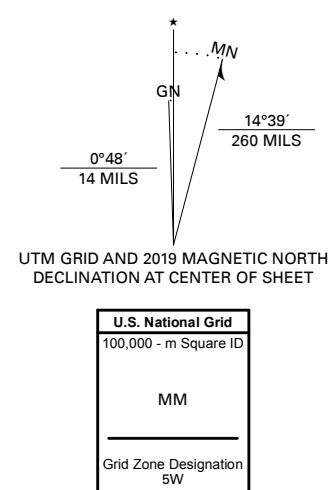 ★
MN
GN
14°39´
260 MILS
0°48´
14 MILS
UTM GRID AND 2019 MAGNETIC NORTH
DECLINATION AT CENTER OF SHEET
U.S. National Grid
100,000 - m Square ID
MM
Grid Zone Designation
5W